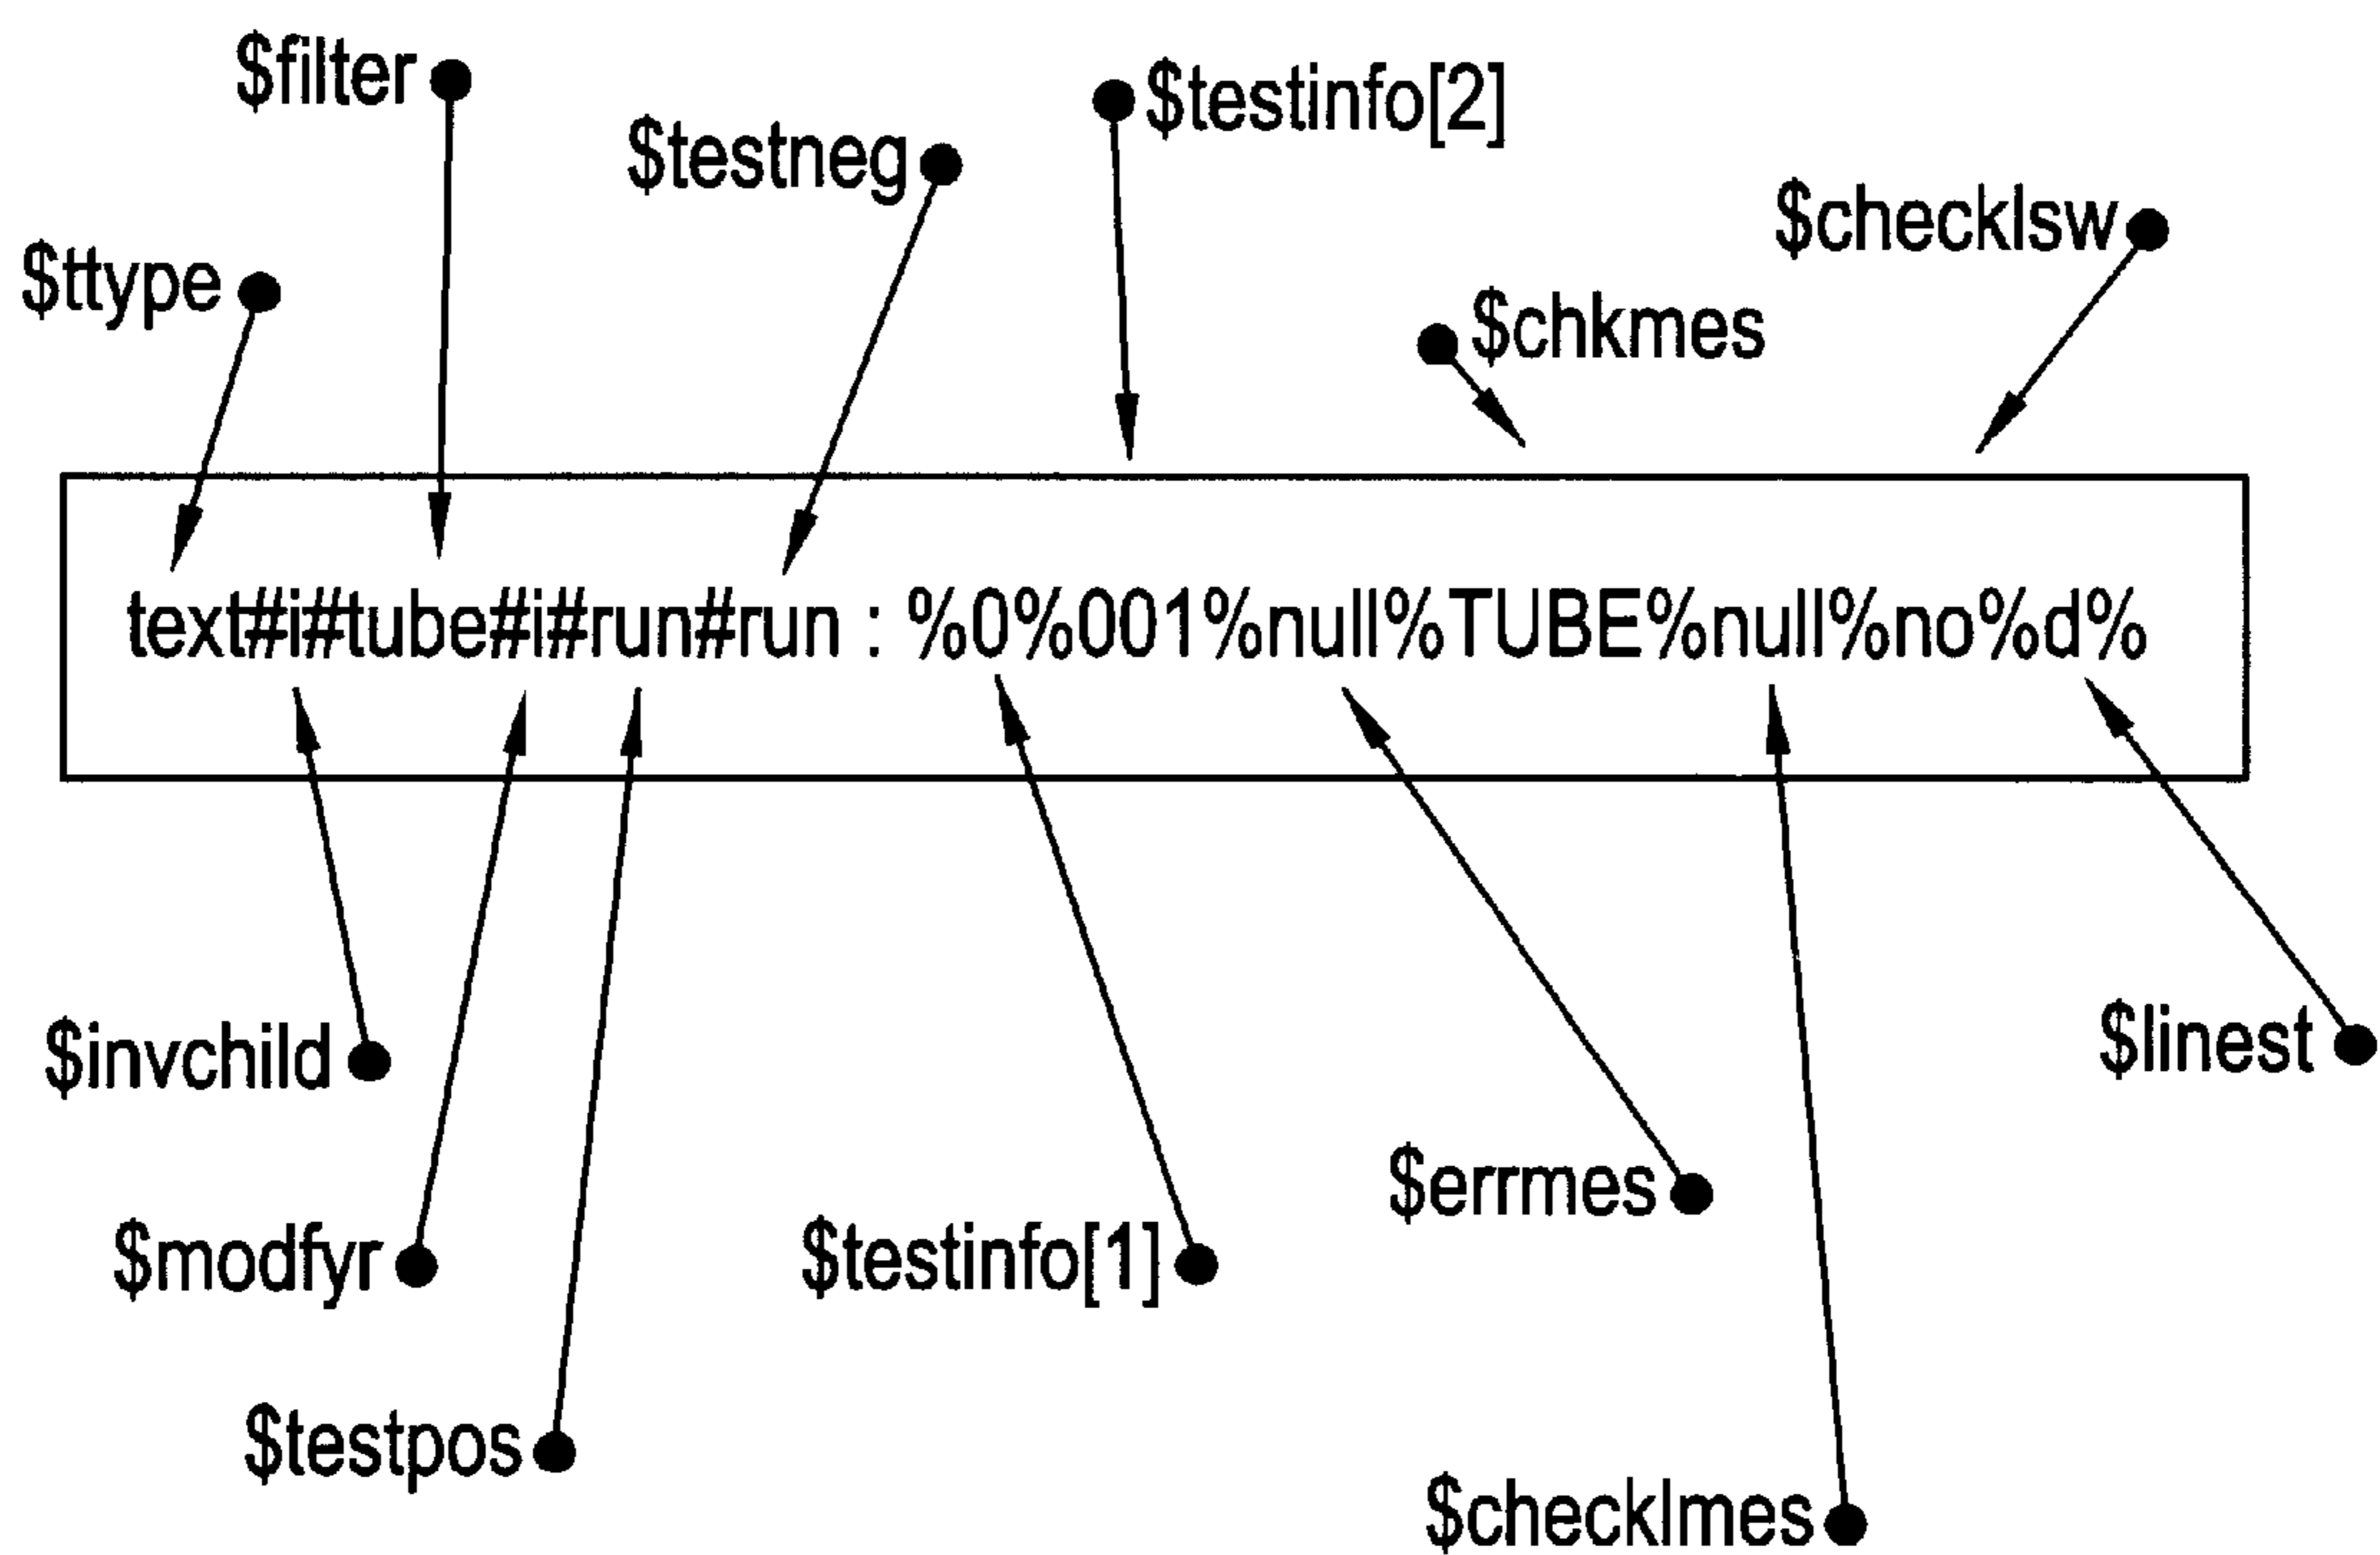 $filter
$testinfo[2]
$testneg
$checklsw
$ttype
$chkmes
text#i#tube#i#run#run : %0%001%null%TUBE%null%no%d%
$invchild
$linest
$errmes
$modfyr
$testinfo[1]
$testpos
$checklmes